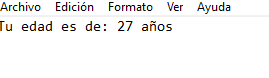 Archivo Edición Formato Ver Ayuda
Tu edad es de: 27 años